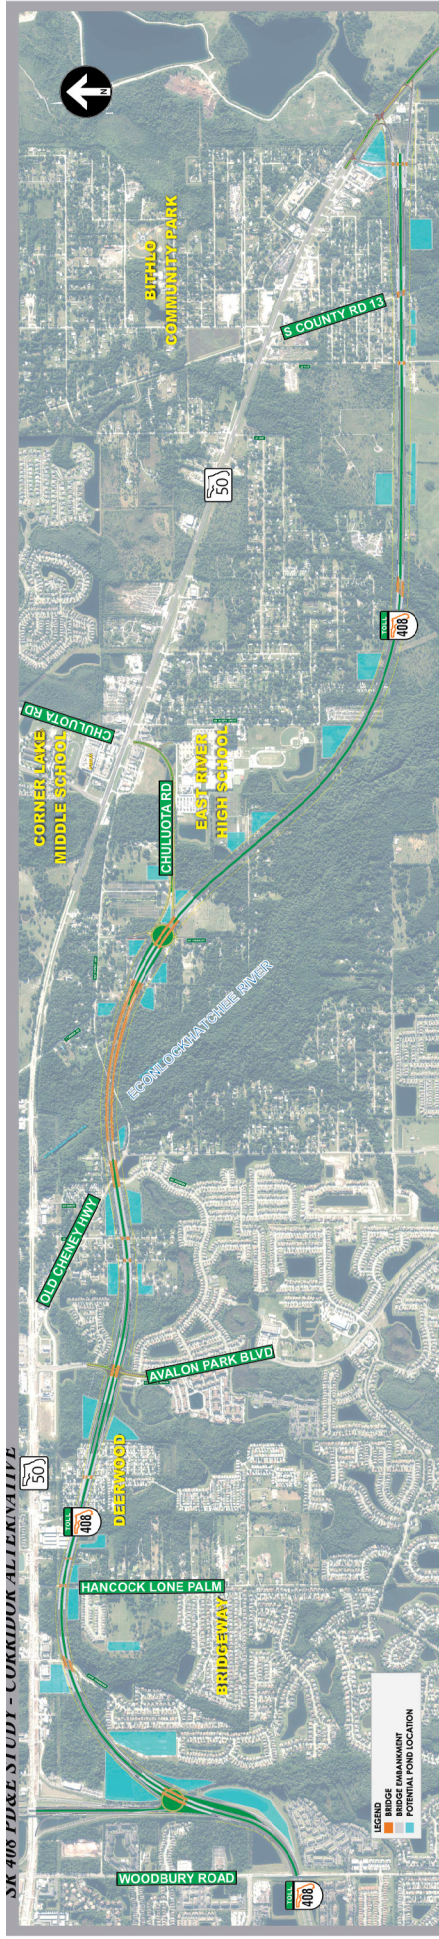 SR 408 PD&E STUDY - CORRIDOR ALTERNATIVE
N
BITHLO
COMMUNITY PARK
S COUNTY RD 13
50
TOLL
408
CHULUOTA RD
CORNER LAKE
MIDDLE SCHOOL
CHULUOTA RD
EAST RIVER
HIGH SCHOOL
ECONLOCKHATCHEE RIVER
OLD CHENEY HWY
AVALON PARK BLVD
50
DEERWOOD
TOLL
408
HANCOCK LONE PALM
BRIDGEWAY
WOODBURY ROAD
TOLL
408
LEGEND
BRIDGE
BRIDGE EMBANKMENT
POTENTIAL POND LOCATION